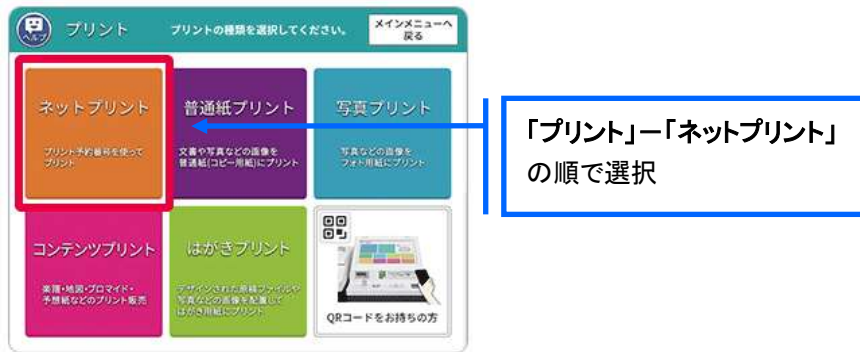 ヘルプ
プリント
プリントの種類を選択してください。
メインメニューへ
戻る
ネットプリント
プリント予約番号を使って
プリント
普通紙プリント
文書や写真などの画像を
普通紙(コピー用紙)にプリント
写真プリント
写真などの画像を
フォト用紙にプリント
「プリント」ー「ネットプリント」
の順で選択
コンテンツプリント
楽譜・地図・ブロマイド・
予想紙などのプリント販売
はがきプリント
デザインされた原稿ファイルや
写真などの画像を配置して
はがき用紙にプリント
QRコードをお持ちの方